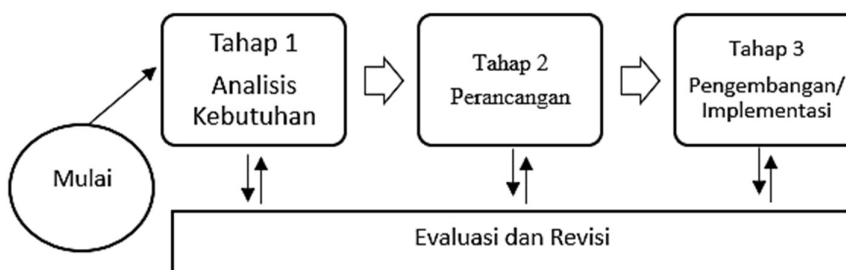 Mulai
Tahap 1
Analisis
Kebutuhan
Tahap 2
Perancangan
Tahap 3
Pengembangan/
Implementasi
Evaluasi dan Revisi